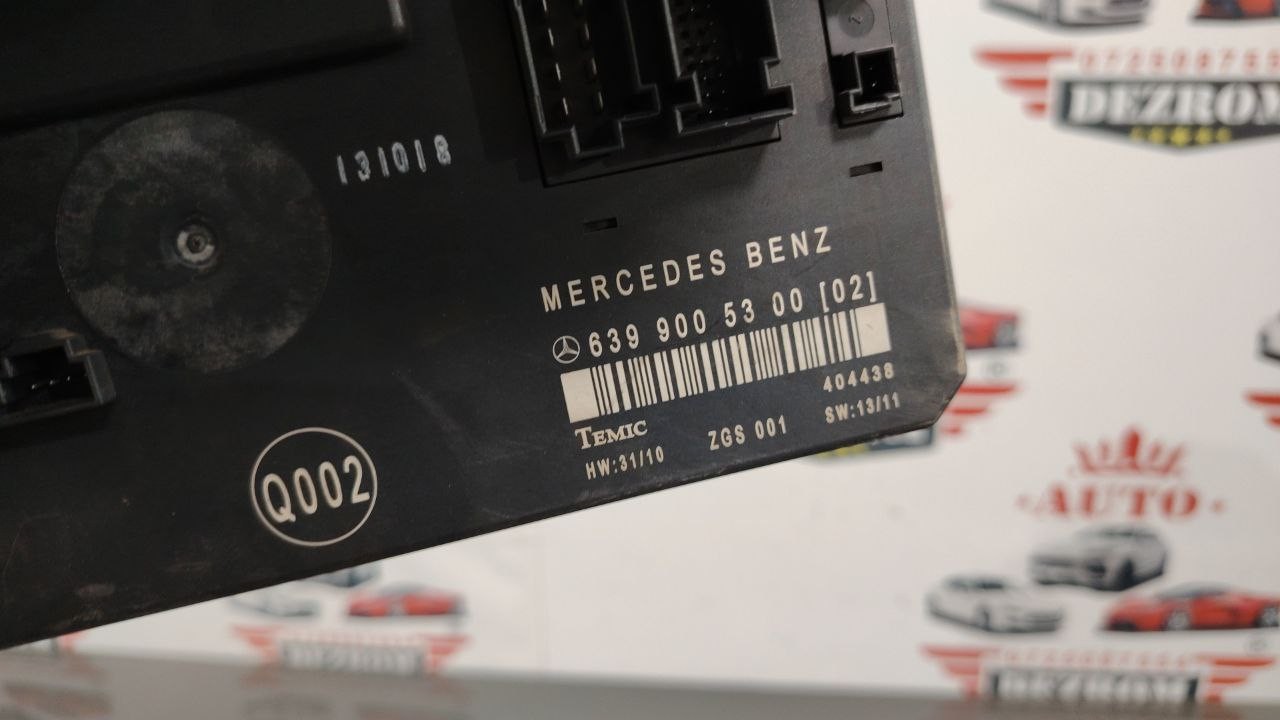 131018
MERCEDES BENZ
639 900 53 00 [02]
404438
TEMIC
ZGS 001
SW:13/11
HW:31/10
Q002
DEZROM
AUTO
DEZROM